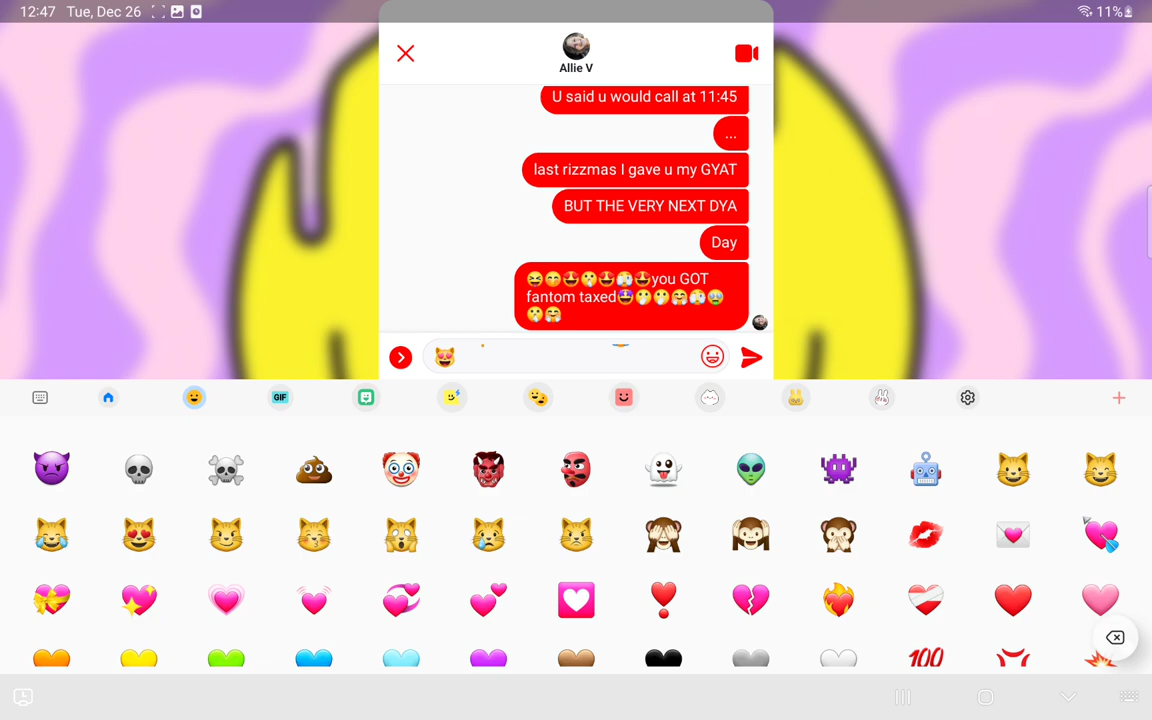 12:47 Tue, Dec 26
11%
Allie V
U said u would call at 11:45
...
last rizzmas I gave u my GYAT
BUT THE VERY NEXT DYA
Day
😆🤭🤩🤫🤩🫣🤩you GOT
fantom taxed🤩🫢🫢🤗🫣🥹
🤫🤗
😻
GIF
100